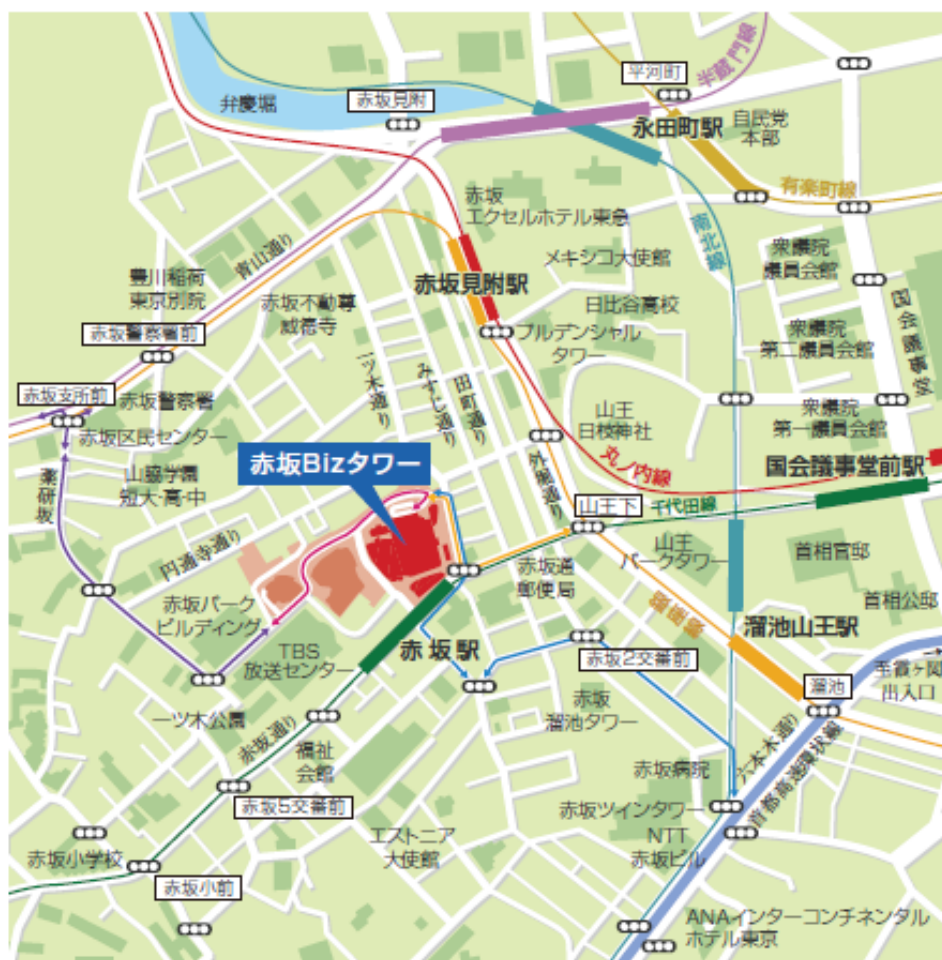 弁慶堀
赤坂見附
平河町
半蔵門線
永田町駅
自民党
本部
有楽町線
赤坂
エクセルホテル東急
南北線
メキシコ大使館
衆議院
議員会館
青山通り
豊川稲荷
東京別院
赤坂見附駅
赤坂不動尊
威徳寺
日比谷高校
プルデンシャル
タワー
衆議院
第二議員会館
国会議事堂
赤坂警察署前
一ツ木通り
みすじ通り
田町通り
赤坂支所前
赤坂警察署
赤坂区民センター
山王
日枝神社
衆議院
第一議員会館
薬研坂
山脇学園
短大・高・中
赤坂Bizタワー
外堀通り
丸ノ内線
国会議事堂前駅
山王下
千代田線
円通寺通り
赤坂通
郵便局
山王
パークタワー
首相官邸
赤坂パーク
ビルディング
銀座線
首相公邸
TBS
放送センター
赤坂駅
赤坂2交番前
溜池山王駅
至霞ヶ関
出入口
溜池
一ツ木公園
赤坂通り
福祉
会館
赤坂
溜池タワー
赤坂病院
六本木通り
首都高速環状線
赤坂5交番前
赤坂ツインタワー
エストニア
大使館
NTT
赤坂ビル
赤坂小学校
赤坂小前
ANAインターコンチネンタル
ホテル東京